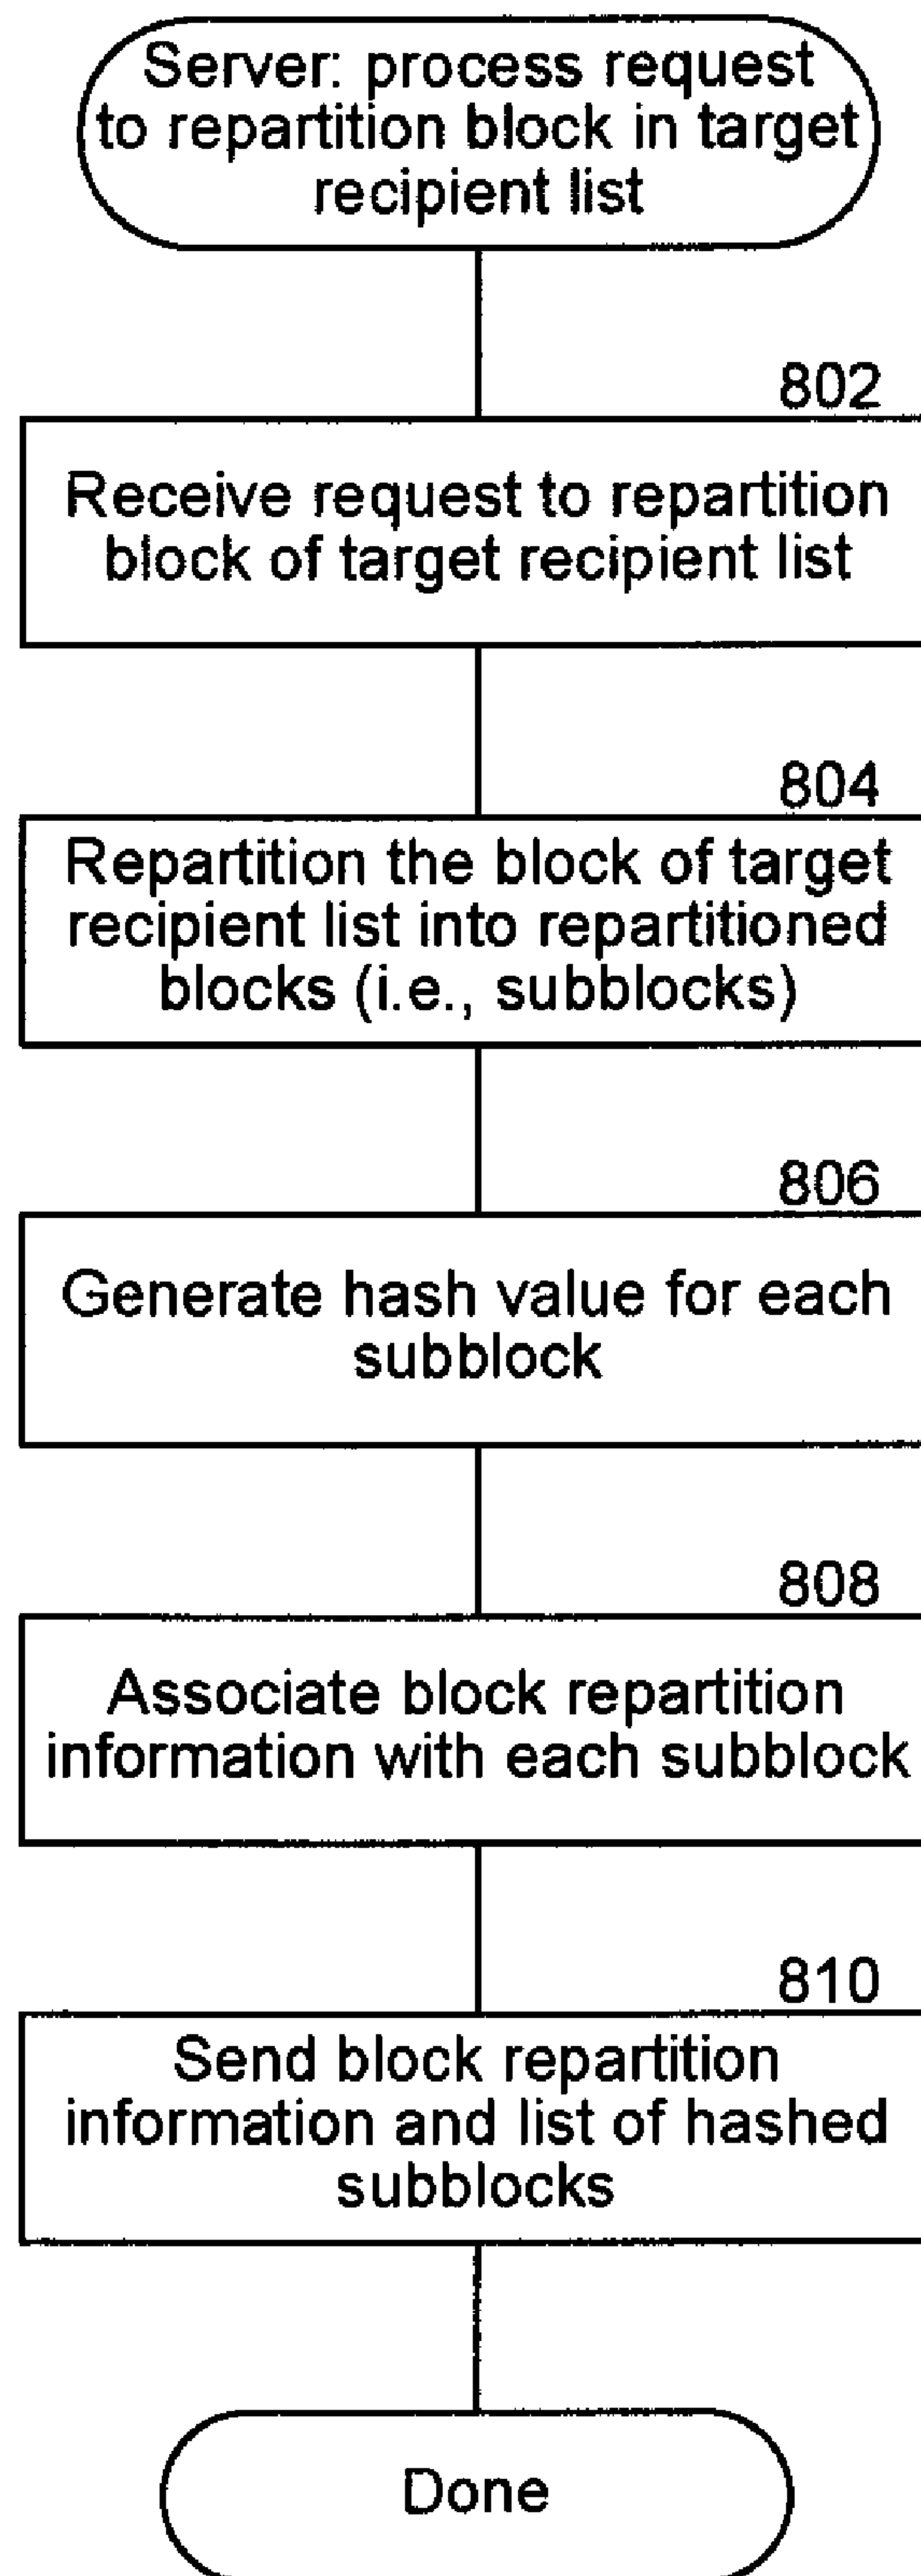 Server: process request
to repartition block in target
recipient list
802
Receive request to repartition
block of target recipient list
804
Repartition the block of target
recipient list into repartitioned
blocks (i.e., subblocks)
806
Generate hash value for each
subblock
808
Associate block repartition
information with each subblock
810
Send block repartition
information and list of hashed
subblocks
Done